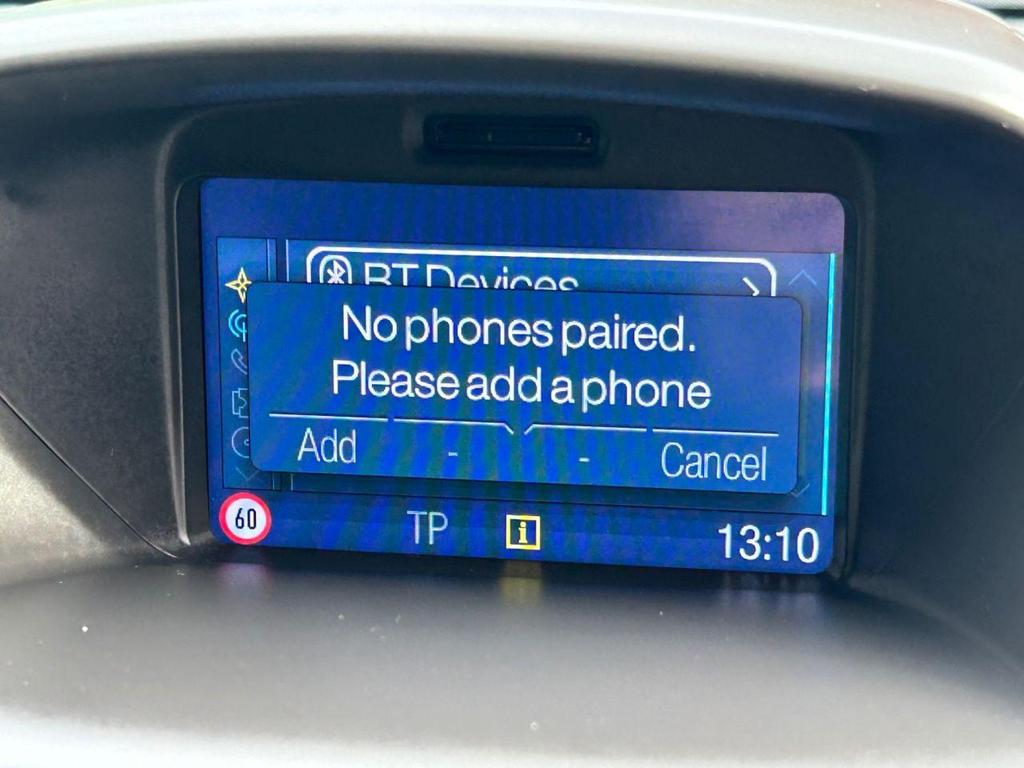 BT Devices
No phones paired.
Please add a phone
Add - - Cancel
60 TP i 13:10